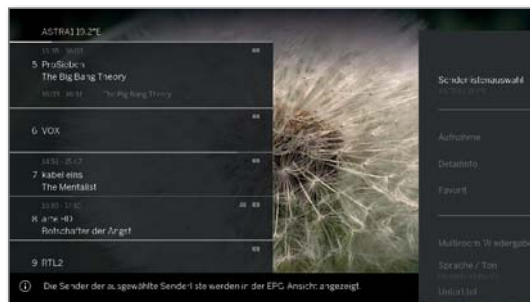 ASTRA1 19.2°E
5 ProSieben
The Big Bang Theory
The Big Bang Theory
6 VOX
7 kabel eins
The Mentalist
8 arte HD
Botschafter der Angst
9 RTL2
Die Sender der ausgewählte Senderliste werden in der EPG-Ansicht angezeigt.
Senderlistenauswahl
Aufnahme
Detailinfo
Favorit
Multiroom Wiedergabe
Sprache / Ton
Untertitel